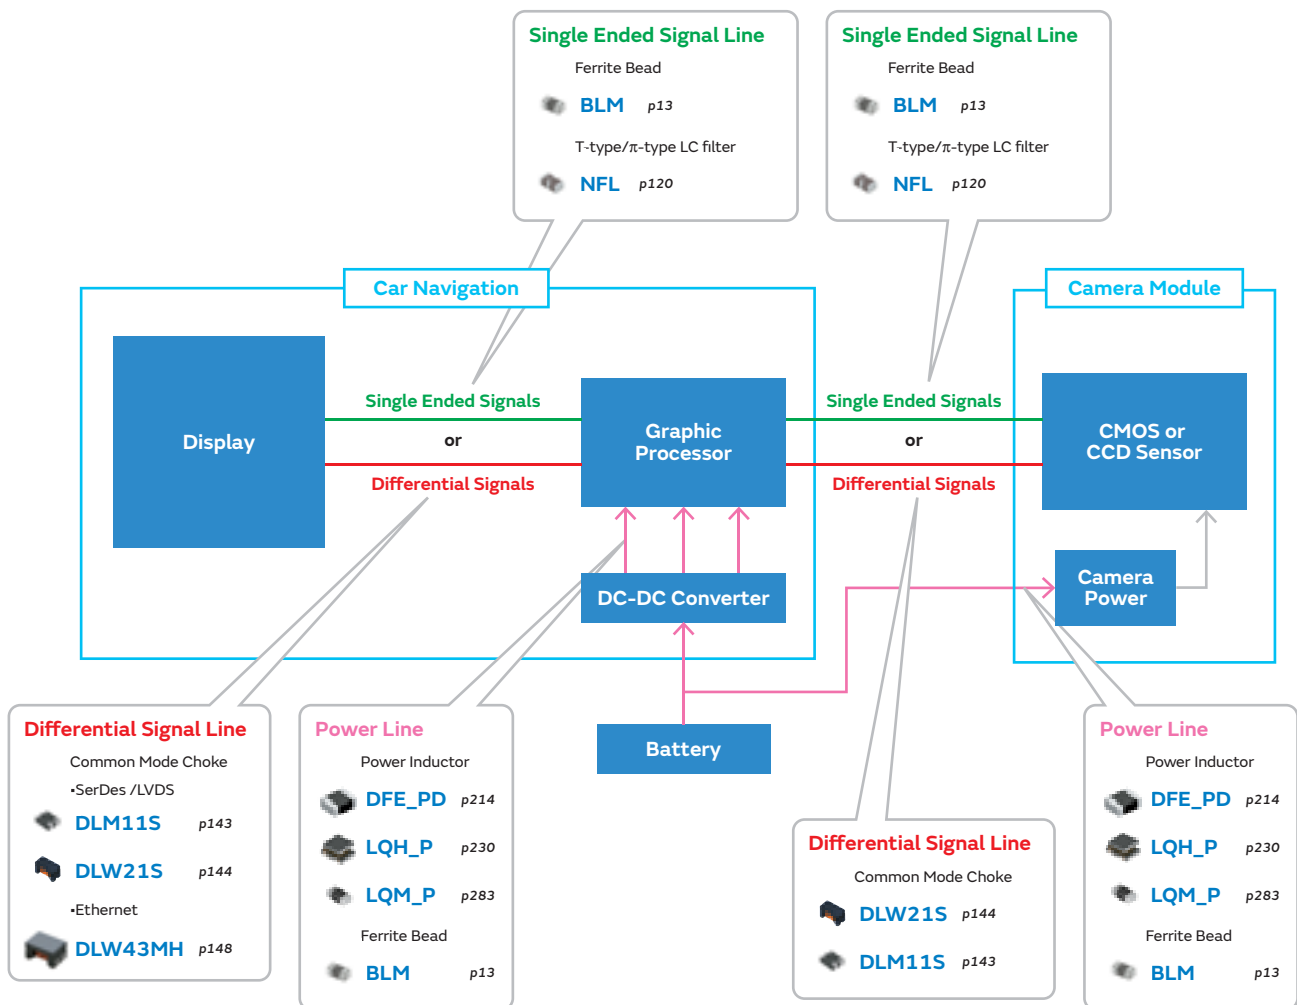 Single Ended Signal Line
Ferrite Bead
BLM p13
T-type/π-type LC filter
NFL p120
Single Ended Signal Line
Ferrite Bead
BLM p13
T-type/π-type LC filter
NFL p120
Car Navigation
Camera Module
Display
Single Ended Signals
or
Differential Signals
Graphic
Processor
Single Ended Signals
or
Differential Signals
CMOS or
CCD Sensor
DC-DC Converter
Camera
Power
Battery
Differential Signal Line
Common Mode Choke
•SerDes /LVDS
DLM11S p143
DLW21S p144
•Ethernet
DLW43MH p148
Power Line
Power Inductor
DFE_PD p214
LQH_P p230
LQM_P p283
Ferrite Bead
BLM p13
Differential Signal Line
Common Mode Choke
DLW21S p144
DLM11S p143
Power Line
Power Inductor
DFE_PD p214
LQH_P p230
LQM_P p283
Ferrite Bead
BLM p13